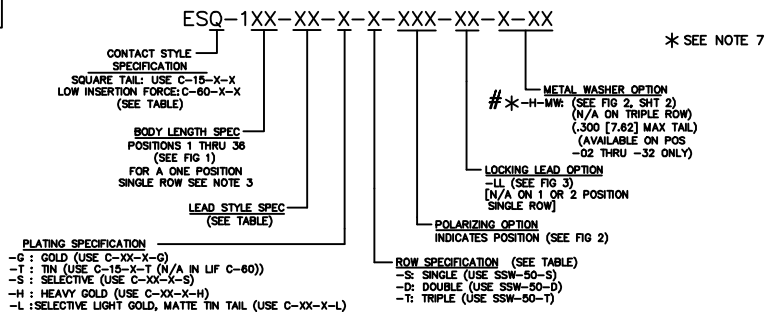 ESQ-1XX-XX-X-X-XXX-XX-X-XX
* SEE NOTE 7
CONTACT STYLE
SPECIFICATION
SQUARE TAIL: USE C-15-X-X
LOW INSERTION FORCE:C-60-X-X
(SEE TABLE)
METAL WASHER OPTION
#*-H-MW: (SEE FIG 2, SHT 2)
(N/A ON TRIPLE ROW)
(.300 [7.62] MAX TAIL)
(AVAILABLE ON POS
-02 THRU -32 ONLY)
BODY LENGTH SPEC
POSITIONS 1 THRU 36
(SEE FIG 1)
FOR A ONE POSITION
SINGLE ROW SEE NOTE 3
LOCKING LEAD OPTION
-LL (SEE FIG 3)
[N/A ON 1 OR 2 POSITION
SINGLE ROW]
LEAD STYLE SPEC
(SEE TABLE)
POLARIZING OPTION
INDICATES POSITION (SEE FIG 2)
PLATING SPECIFICATION
-G : GOLD (USE C-XX-X-G)
-T : TIN (USE C-15-X-T (N/A IN LIF C-60))
-S : SELECTIVE (USE C-XX-X-S)
-H : HEAVY GOLD (USE C-XX-X-H)
-L :SELECTIVE LIGHT GOLD, MATTE TIN TAIL (USE C-XX-X-L)
ROW SPECIFICATION (SEE TABLE)
-S: SINGLE (USE SSW-50-S)
-D: DOUBLE (USE SSW-50-D)
-T: TRIPLE (USE SSW-50-T)